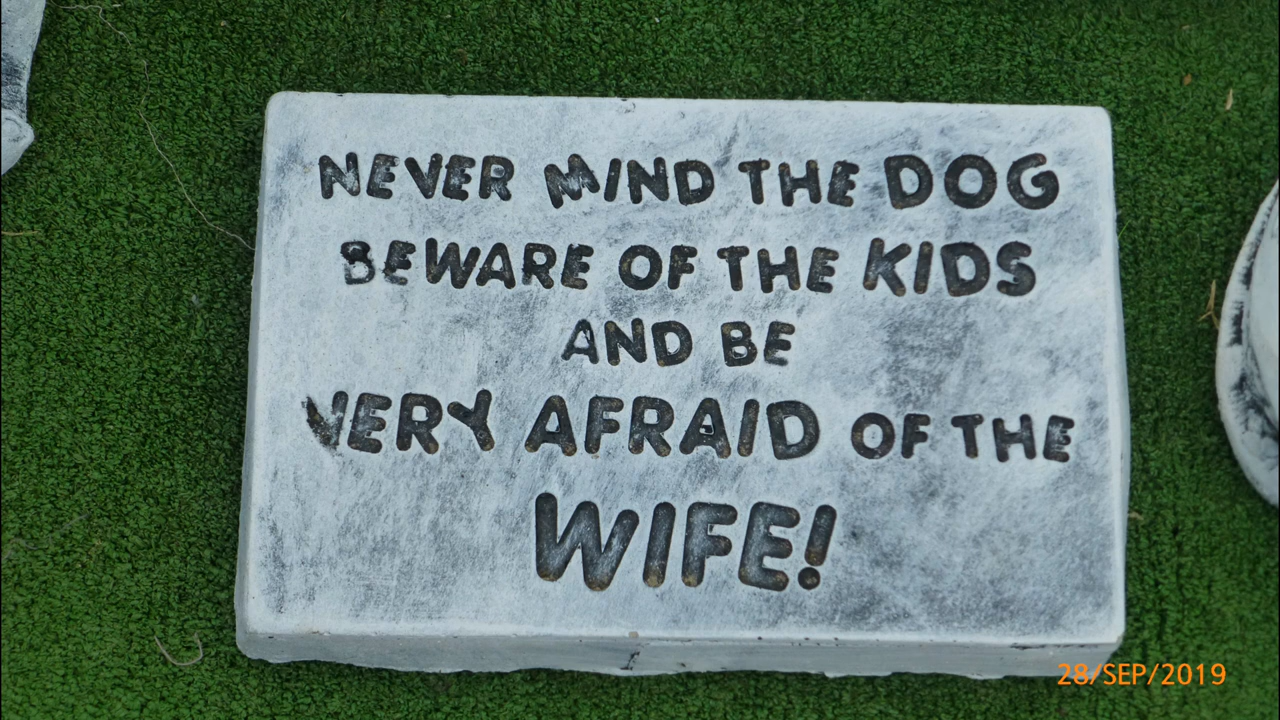 NEVER MIND THE DOG
BEWARE OF THE KIDS
AND BE
VERY AFRAID OF THE
WIFE!
28/SEP/2019